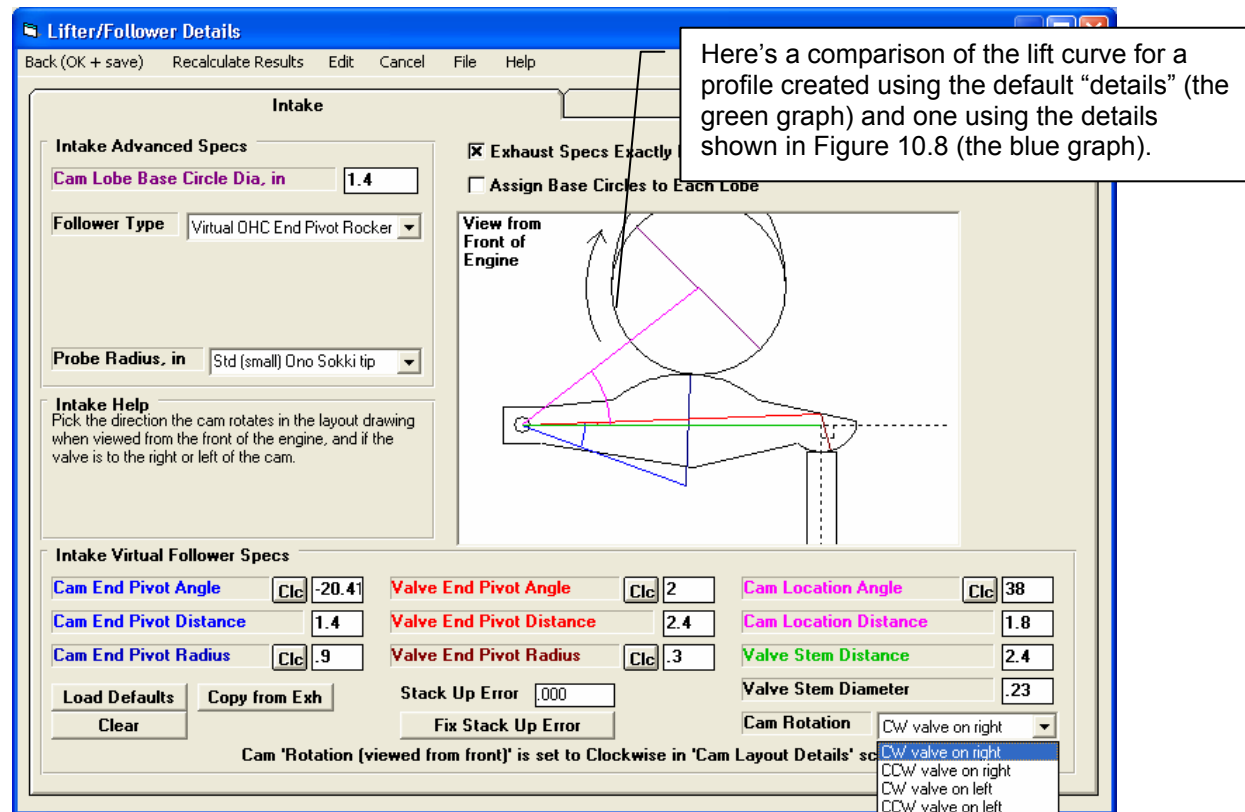 Lifter/Follower Details
Back (OK + save) Recalculate Results Edit Cancel File Help
Here's a comparison of the lift curve for a
profile created using the default “details” (the
green graph) and one using the details
shown in Figure 10.8 (the blue graph).
Intake
Intake Advanced Specs
Cam Lobe Base Circle Dia, in 1.4
Follower Type Virtual OHC End Pivot Rocker
Probe Radius, in Std (small) Ono Sokki tip
Intake Help
Pick the direction the cam rotates in the layout drawing
when viewed from the front of the engine, and if the
valve is to the right or left of the cam.
Exhaust Specs Exactly
Assign Base Circles to Each Lobe
View from
Front of
Engine
Intake Virtual Follower Specs
Cam End Pivot Angle Clc -20.41 Valve End Pivot Angle Clc 2 Cam Location Angle Clc 38
Cam End Pivot Distance 1.4 Valve End Pivot Distance 2.4 Cam Location Distance 1.8
Cam End Pivot Radius Clc .9 Valve End Pivot Radius Clc .3 Valve Stem Distance 2.4
Load Defaults Copy from Exh Stack Up Error .000 Valve Stem Diameter .23
Clear Fix Stack Up Error Cam Rotation CW valve on right
Cam 'Rotation (viewed from front)' is set to Clockwise in 'Cam Layout Details'
CW valve on right
CCW valve on right
CW valve on left
CCW valve on left